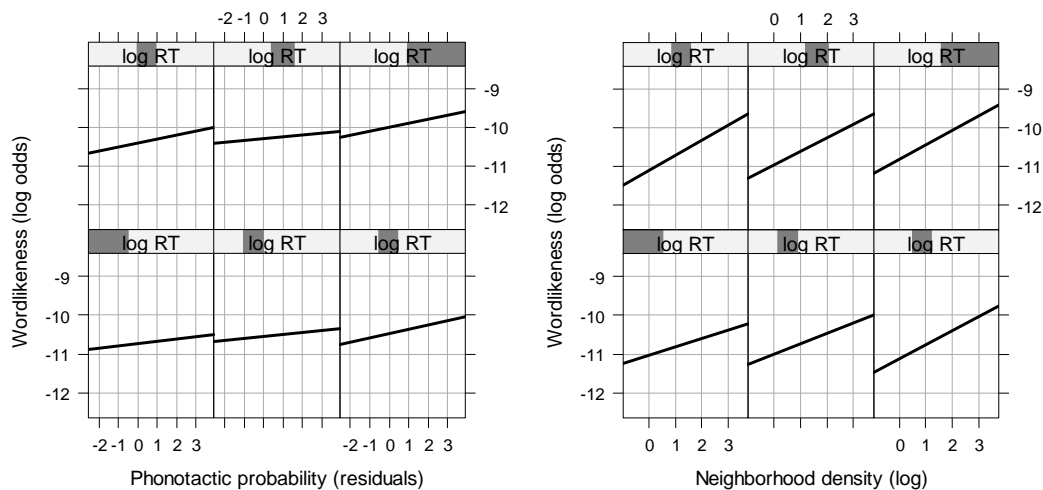 -2 -1 0 1 2 3
log RT log RT log RT
-9
-10
-11
-12
log RT log RT log RT
-9
-10
-11
-12
-2 -1 0 1 2 3 -2 -1 0 1 2 3
Wordlikeness (log odds)
Phonotactic probability (residuals)
0 1 2 3
log RT log RT log RT
-9
-10
-11
-12
log RT log RT log RT
-9
-10
-11
-12
0 1 2 3 0 1 2 3
Wordlikeness (log odds)
Neighborhood density (log)